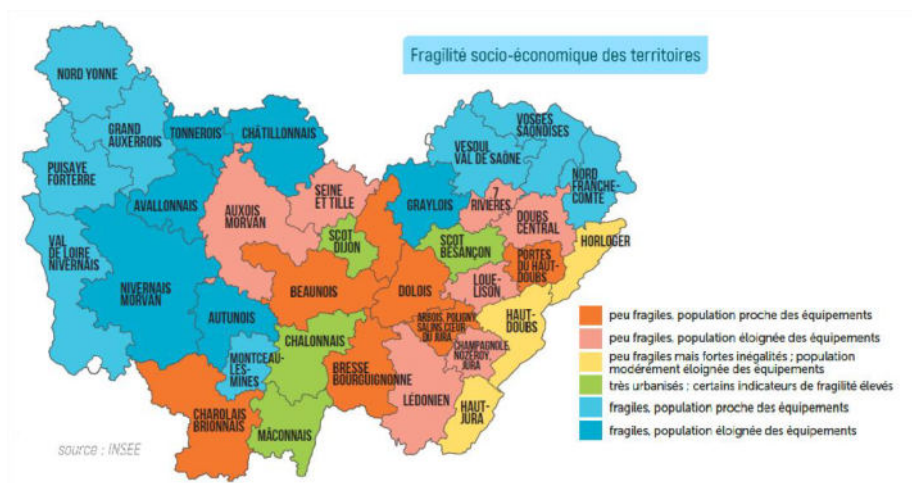 Fragilité socio-économique des territoires
NORD YONNE
GRAND
AUXERROIS
TONNEROIS
CHÂTILLONNAIS
PUISAYE
FORTERRE
AVALLONNAIS
VAL
DE LOIRE
NIVERNAIS
NIVERNAIS
MORVAN
AUXOIS
MORVAN
SEINE
ET TILLE
SCOT
DIJON
GRAYLOIS
VESOUL
VAL DE SAÔNE
VOSGES
SAÔNOISES
NORD
FRANCHE-
COMTE
7
RIVIERES
DOUBS
CENTRAL
SCOT
BESANÇON
HORLOGER
PORTES
DU HAUT-
DOUBS
LOUE-
LISON
BEAUNOIS
DOLOIS
AUTUNOIS
CHALONNAIS
MONTCEAU-
LES-
MINES
ARBOIS, POLIGNY
SALINS, CŒUR
DU JURA
HAUT-
DOUBS
BRESSE
BOURGUIGNONNE
CHAMPAGNOLE,
NOZEROY,
JURA
LÉDONIEN
HAUT-
JURA
CHAROLAIS
BRIONNAIS
MÂCONNAIS
peu fragiles, population proche des équipements
peu fragiles, population éloignée des équipements
peu fragiles mais fortes inégalités ; population
modérément éloignée des équipements
très urbanisés ; certains indicateurs de fragilité élevés
fragiles, population proche des équipements
fragiles, population éloignée des équipements
source : INSEE